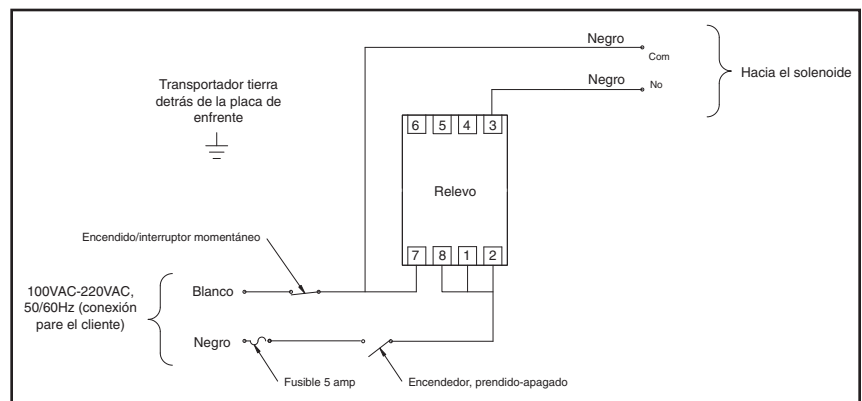 Negro
Com
Hacia el solenoide
Negro
No
Transportador tierra
detrás de la placa de
enfrente
6 5 4 3
Relevo
Encendido/interruptor momentáneo
7 8 1 2
100VAC-220VAC,
50/60Hz (conexión
pare el cliente)
Blanco
Negro
Fusible 5 amp
Encendedor, prendido-apagado